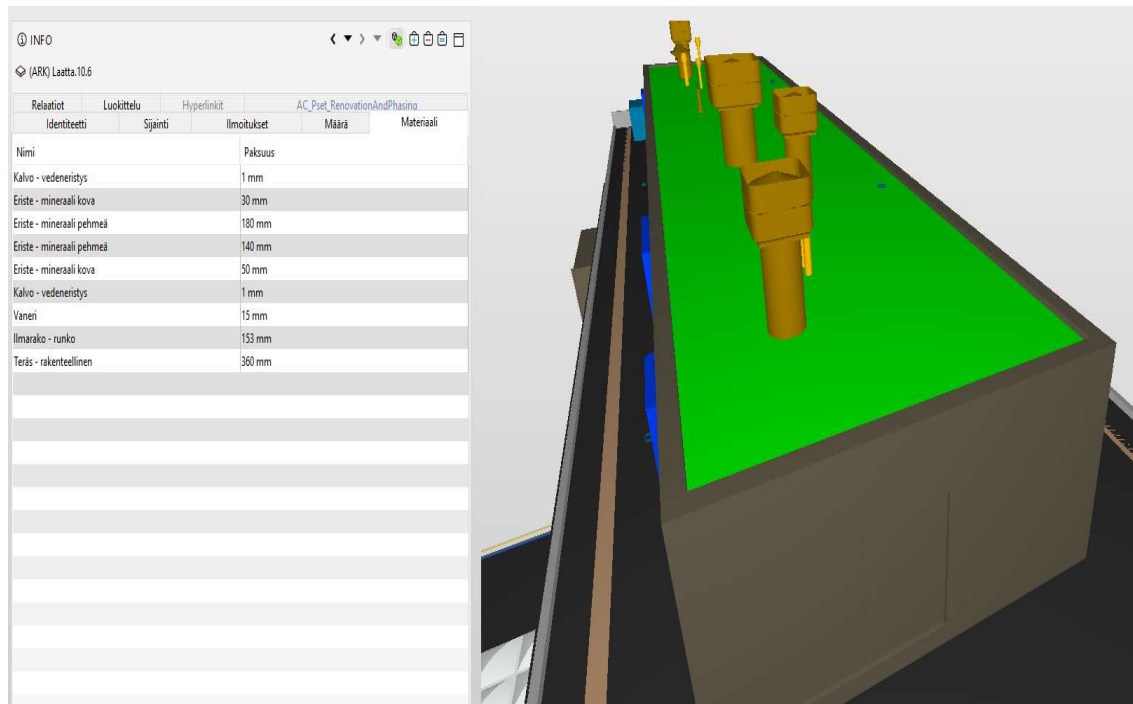 INFO
(ARK) Laatta.10.6
Relaatiot Luokittelu Hyperlinkit AC_Pset_RenovationAndPhasing
Identiteetti Sijainti Ilmoitukset Määrä Materiaali
Nimi Paksuus
Kalvo - vedeneristys 1 mm
Eriste - mineraali kova 30 mm
Eriste - mineraali pehmeä 180 mm
Eriste - mineraali pehmeä 140 mm
Eriste - mineraali kova 50 mm
Kalvo - vedeneristys 1 mm
Vaneri 15 mm
Ilmarako - runko 153 mm
Teräs - rakenteellinen 360 mm